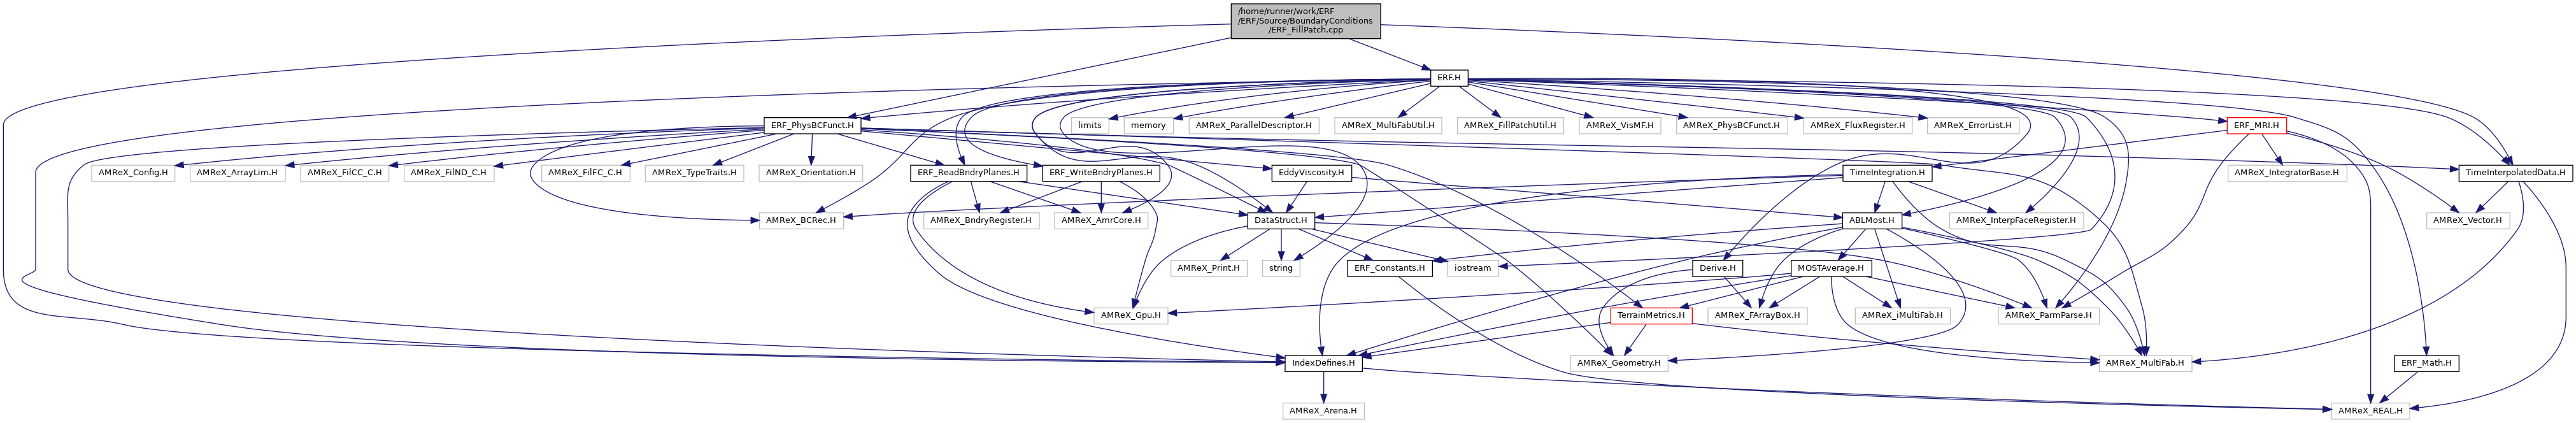 /home/runner/work/ERF
/ERF/Source/BoundaryConditions
/ERF_FillPatch.cpp
ERF.H
ERF_PhysBCFunct.H
limits
memory
AMReX_ParallelDescriptor.H
AMReX_MultiFabUtil.H
AMReX_FillPatchUtil.H
AMReX_VisMF.H
AMReX_PhysBCFunct.H
AMReX_FluxRegister.H
AMReX_ErrorList.H
ERF_MRI.H
AMReX_Config.H
AMReX_ArrayLim.H
AMReX_FilCC_C.H
AMReX_FilND_C.H
AMReX_FilFC_C.H
AMReX_TypeTraits.H
AMReX_Orientation.H
ERF_ReadBndryPlanes.H
ERF_WriteBndryPlanes.H
EddyViscosity.H
TimeIntegration.H
AMReX_IntegratorBase.H
TimeInterpolatedData.H
AMReX_BCRec.H
AMReX_BndryRegister.H
AMReX_AmrCore.H
DataStruct.H
ABLMost.H
AMReX_InterpFaceRegister.H
AMReX_Vector.H
AMReX_Print.H
string
ERF_Constants.H
iostream
Derive.H
MOSTAverage.H
AMReX_Gpu.H
TerrainMetrics.H
AMReX_FArrayBox.H
AMReX_iMultiFab.H
AMReX_ParmParse.H
IndexDefines.H
AMReX_Geometry.H
AMReX_MultiFab.H
ERF_Math.H
AMReX_Arena.H
AMReX_REAL.H